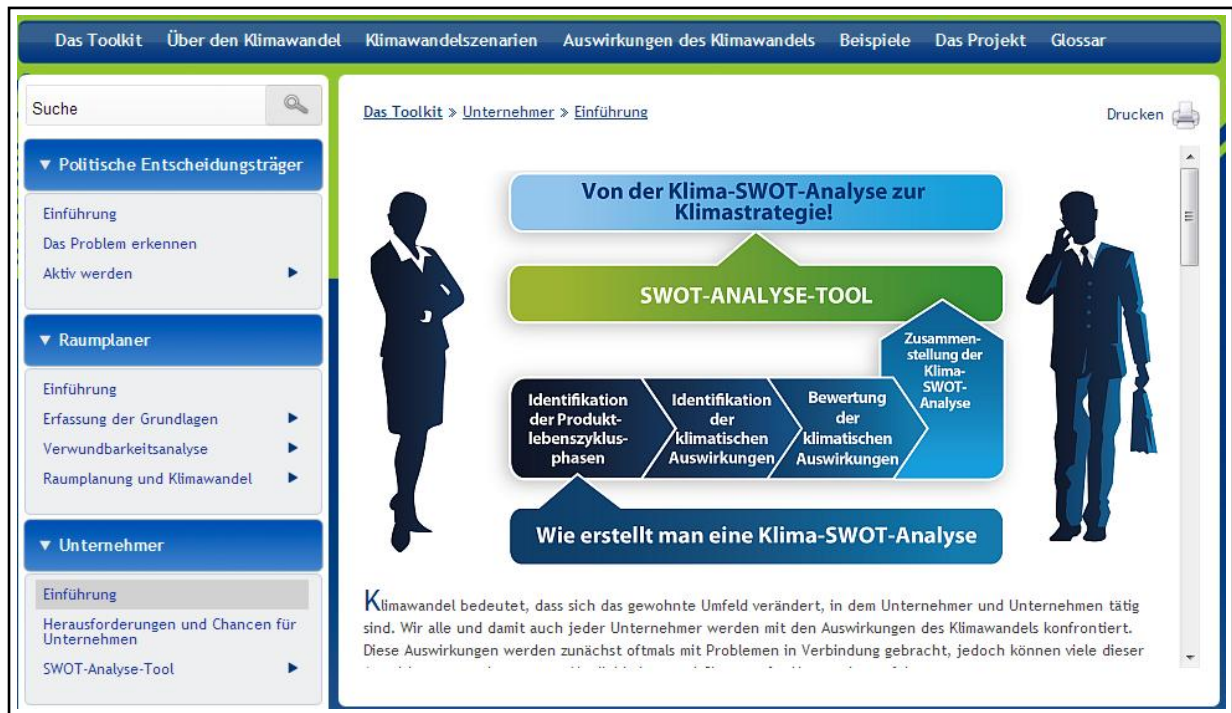 Das Toolkit Über den Klimawandel Klimawandelszenarien Auswirkungen des Klimawandels Beispiele Das Projekt Glossar
Suche
Politische Entscheidungsträger
Einführung
Das Problem erkennen
Aktiv werden
Raumplaner
Einführung
Erfassung der Grundlagen
Verwundbarkeitsanalyse
Raumplanung und Klimawandel
Unternehmer
Einführung
Herausforderungen und Chancen für
Unternehmen
SWOT-Analyse-Tool
Das Toolkit » Unternehmer » Einführung
Drucken
Von der Klima-SWOT-Analyse zur
Klimastrategie!
SWOT-ANALYSE-TOOL
Identifikation
der Produkt-
lebenszyklus-
phasen
Identifikation
der
klimatischen
Auswirkungen
Bewertung
der
klimatischen
Auswirkungen
Zusammen-
stellung der
Klima-
SWOT-
Analyse
Wie erstellt man eine Klima-SWOT-Analyse
Klimawandel bedeutet, dass sich das gewohnte Umfeld verändert, in dem Unternehmer und Unternehmen tätig
sind. Wir alle und damit auch jeder Unternehmer werden mit den Auswirkungen des Klimawandels konfrontiert.
Diese Auswirkungen werden zunächst oftmals mit Problemen in Verbindung gebracht, jedoch können viele dieser